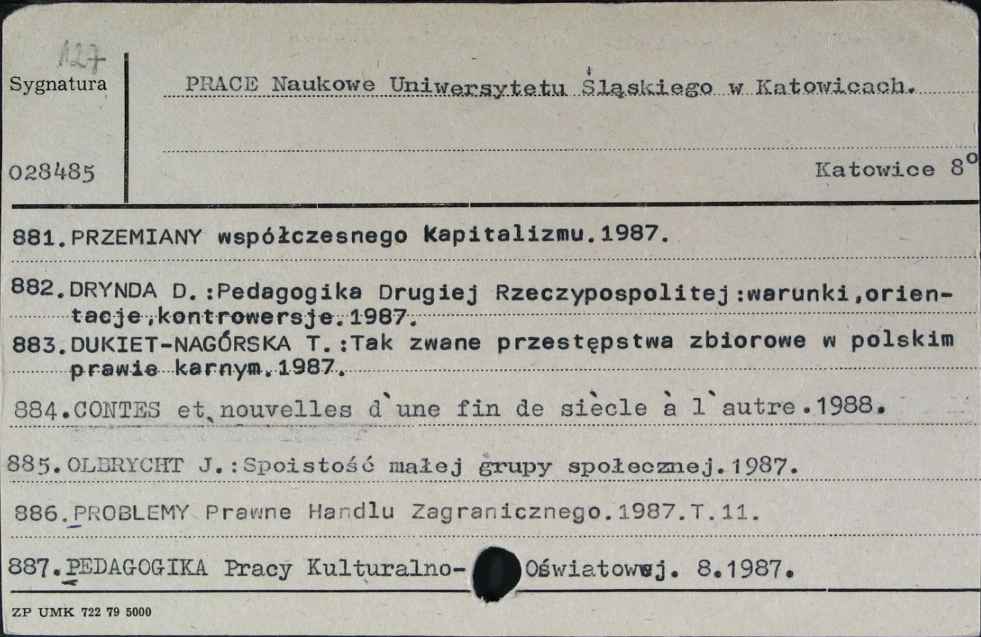 127
Sygnatura
PRACE Naukowe Uniwersytetu Śląskiego w Katowicach.
028485
Katowice 8°
881. PRZEMIANY współczesnego Kapitalizmu.1987.
882. DRYNDA D.:Pedagogika Drugiej Rzeczypospolitej:warunki,orien-
tacje,kontrowersje.1987.
883. DUKIET-NAGÓRSKA T.:Tak zwane przestępstwa zbiorowe w polskim
prawie karnym.1987.
884. CONTES et nouvelles d`une fin de siècle à l`autre.1988.
885. OLBRYCHT J.:Spoistość małej grupy społecznej.1987.
886. PROBLEMY Prawne Handlu Zagranicznego.1987.T.11.
887. PEDAGOGIKA Pracy Kulturalno-Oświatowej. 8.1987.
ZP UMK 722 79 5000